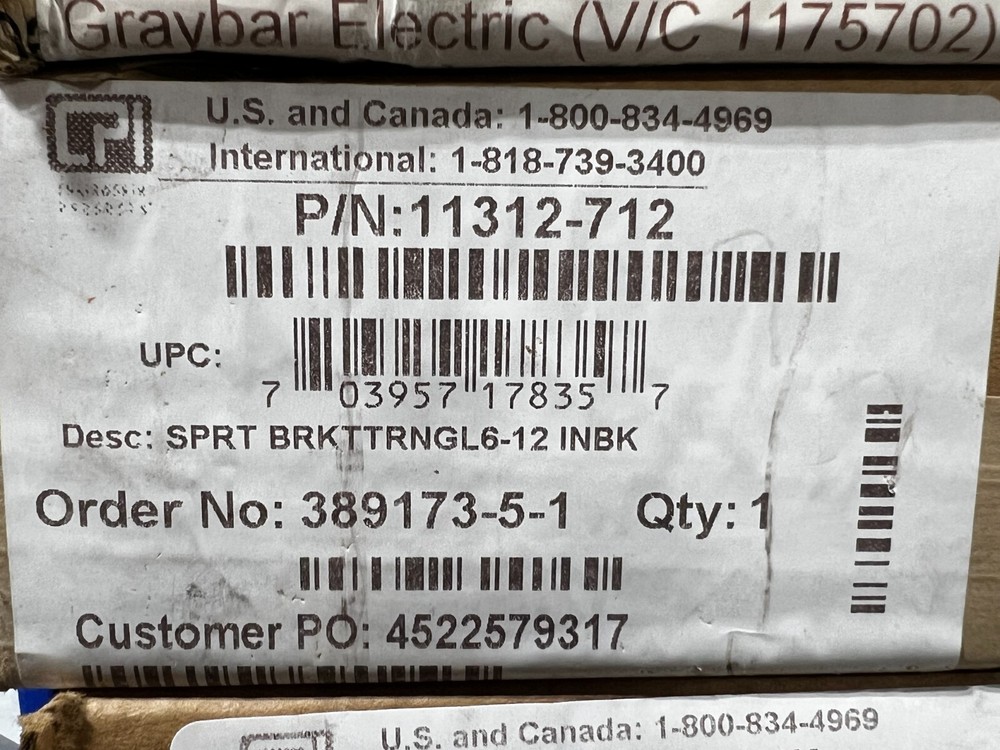 Graybar Electric (V/C 1175702)
CPI
U.S. and Canada: 1-800-834-4969
International: 1-818-739-3400
P/N:11312-712
UPC:
7 03957 17835 7
Desc: SPRT BRKTTRNGL6-12 INBK
Order No: 389173-5-1 Qty: 1
Customer PO: 4522579317
U.S. and Canada: 1-800-834-4969